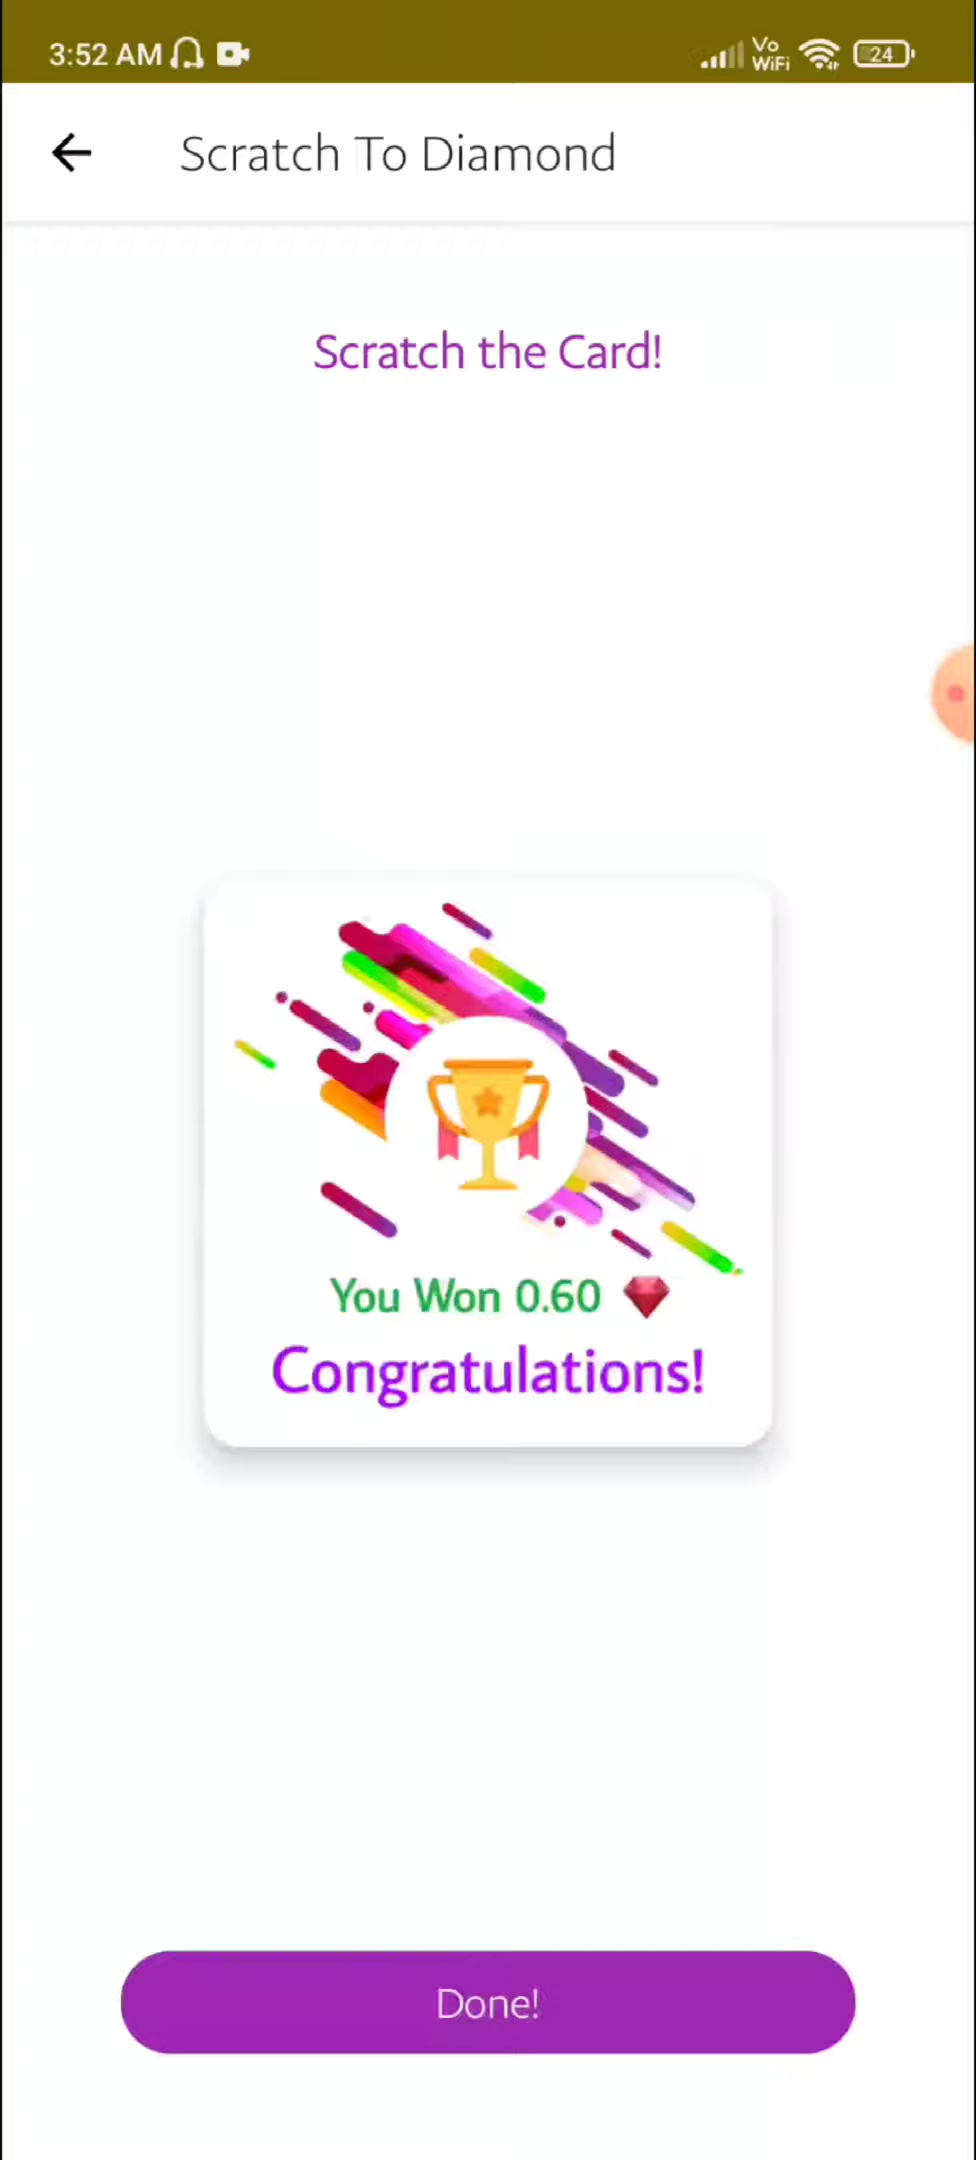 3:52 AM Vo WiFi 24
Scratch To Diamond
Scratch the Card!
You Won 0.60
Congratulations!
Done!